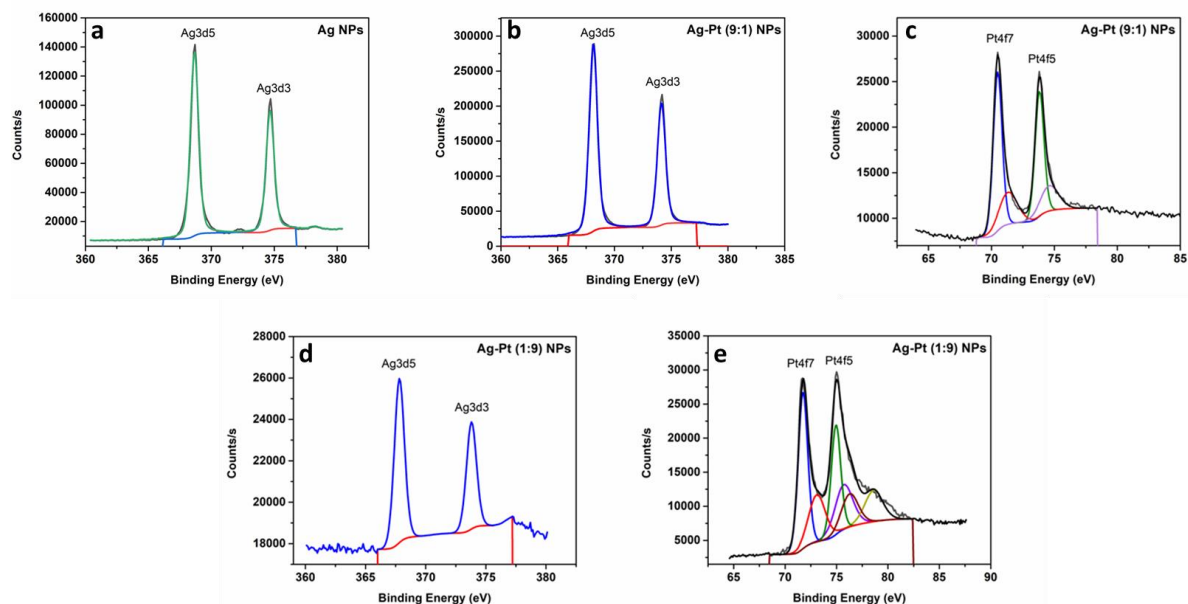 a
Ag NPs
Ag3d5
Ag3d3
160000
140000
120000
100000
80000
60000
40000
20000
0
Counts/s
360
370
380
Binding Energy (eV)
b
Ag-Pt (9:1) NPs
Ag3d5
Ag3d3
300000
250000
200000
150000
100000
50000
0
Counts/s
360
365
370
375
380
385
Binding Energy (eV)
c
Ag-Pt (9:1) NPs
Pt4f7
Pt4f5
30000
25000
20000
15000
10000
Counts/s
65
70
75
80
85
Binding Energy (eV)
d
Ag-Pt (1:9) NPs
Ag3d5
Ag3d3
28000
26000
24000
22000
20000
18000
Counts/s
360
365
370
375
380
Binding Energy (eV)
e
Ag-Pt (1:9) NPs
Pt4f7
Pt4f5
35000
30000
25000
20000
15000
10000
5000
Counts/s
65
70
75
80
85
90
Binding Energy (eV)